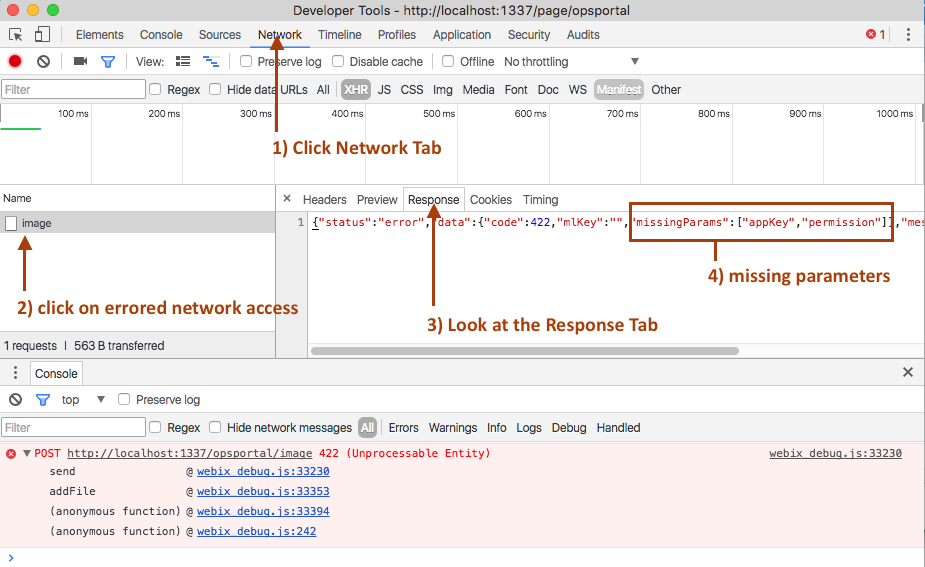 Developer Tools - http://localhost:1337/page/opsportal
Elements Console Sources Network Timeline Profiles Application Security Audits 1
View: Preserve log Disable cache Offline No throttling
Filter Regex Hide data URLs All XHR JS CSS Img Media Font Doc WS Manifest Other
100 ms 200 ms 300 ms 400 ms 500 ms 600 ms 700 ms 800 ms 900 ms 1000 ms
1) Click Network Tab
Name
Headers Preview Response Cookies Timing
image
1 {"status":"error","data":{"code":422,"mlKey":"","missingParams":["appKey","permission"]},"mes
4) missing parameters
2) click on errored network access
3) Look at the Response Tab
1 requests | 563 B transferred
Console
top Preserve log
Filter Regex Hide network messages All Errors Warnings Info Logs Debug Handled
POST http://localhost:1337/opsportal/image 422 (Unprocessable Entity) webix_debug.js:33230
send @ webix_debug.js:33230
addFile @ webix_debug.js:33353
(anonymous function) @ webix_debug.js:33394
(anonymous function) @ webix_debug.js:242